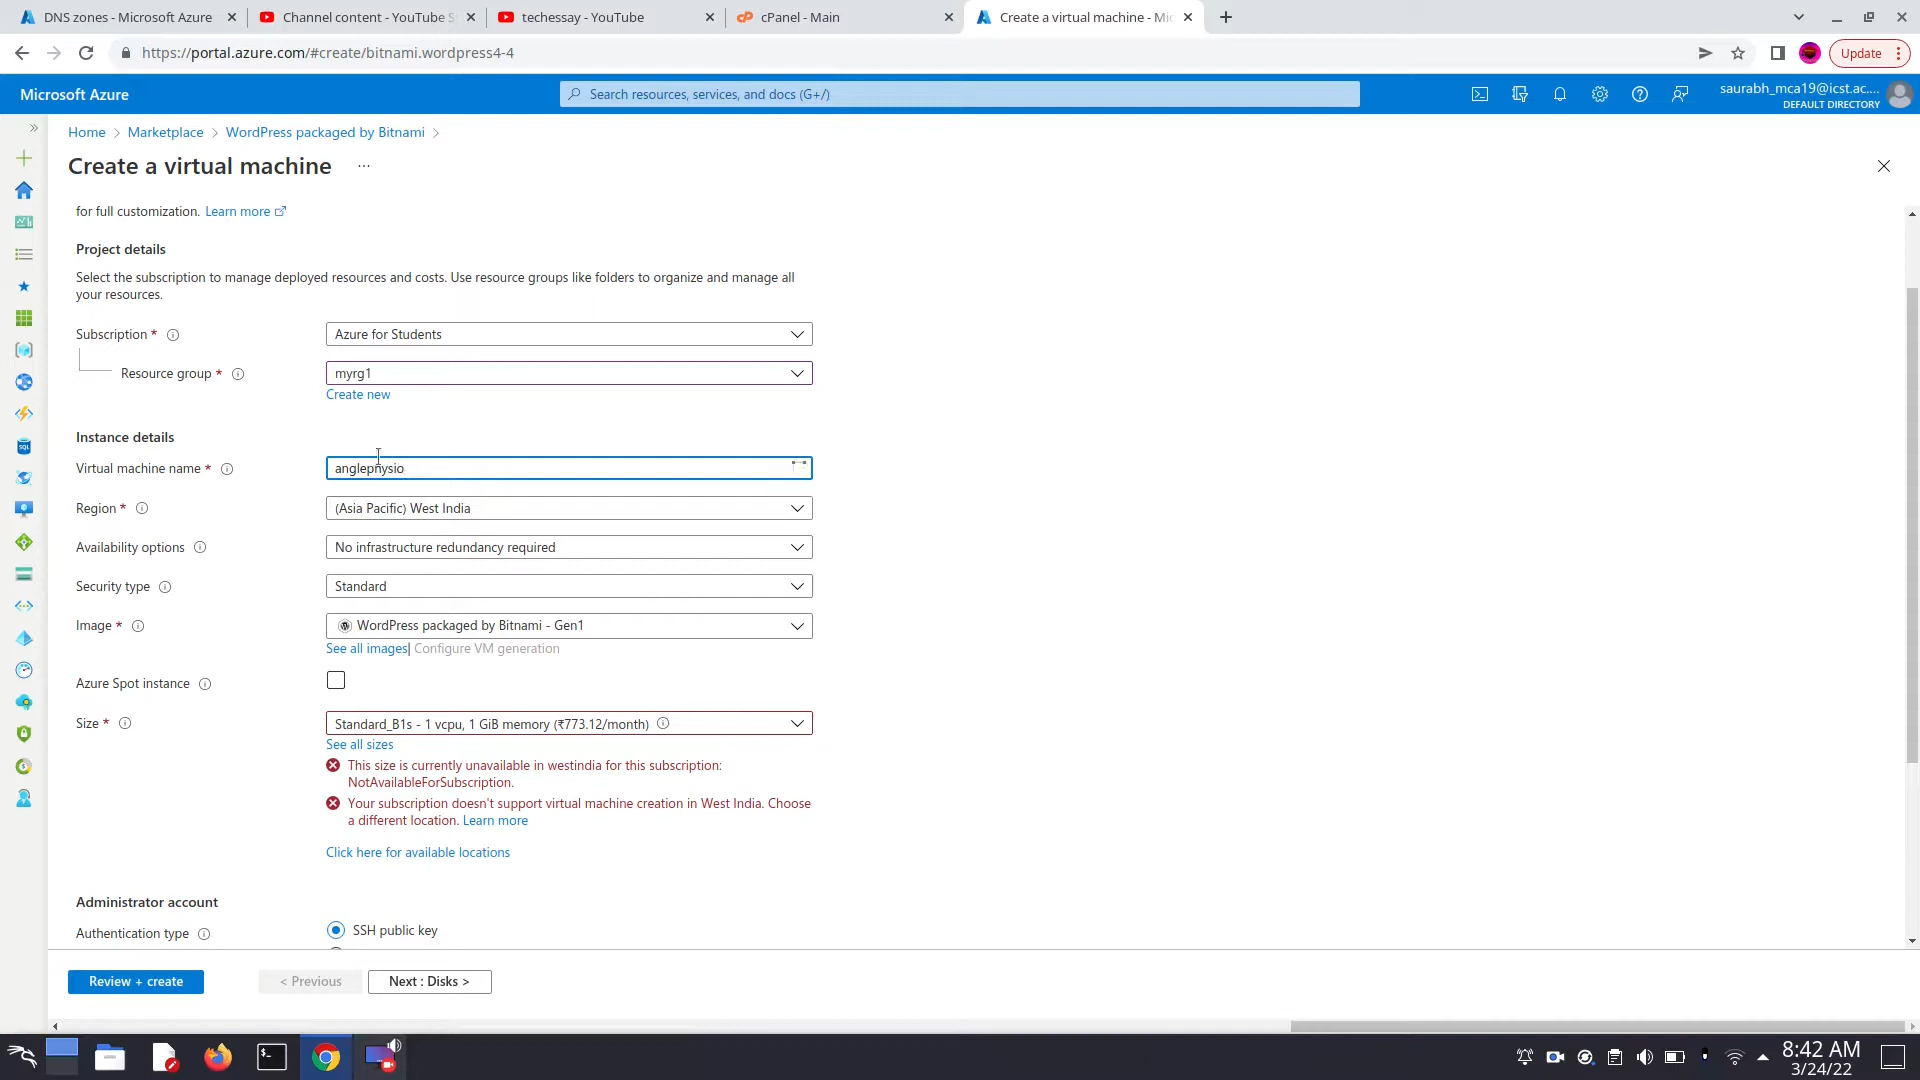 DNS zones - Microsoft Azure
Channel content - YouTube S
techessay - YouTube
cPanel - Main
Create a virtual machine - Mic
https://portal.azure.com/#create/bitnami.wordpress4-4
Update
Microsoft Azure
Search resources, services, and docs (G+/)
saurabh_mca19@icst.ac....
DEFAULT DIRECTORY
Home > Marketplace > WordPress packaged by Bitnami >
Create a virtual machine ...
for full customization. Learn more
Project details
Select the subscription to manage deployed resources and costs. Use resource groups like folders to organize and manage all
your resources.
Subscription * Azure for Students
Resource group * myrg1
Create new
Instance details
Virtual machine name * anglephysio
Region * (Asia Pacific) West India
Availability options No infrastructure redundancy required
Security type Standard
Image * WordPress packaged by Bitnami - Gen1
See all images| Configure VM generation
Azure Spot instance
Size * Standard_B1s - 1 vcpu, 1 GiB memory (₹773.12/month)
See all sizes
This size is currently unavailable in westindia for this subscription:
NotAvailableForSubscription.
Your subscription doesn't support virtual machine creation in West India. Choose
a different location. Learn more
Click here for available locations
Administrator account
Authentication type SSH public key
Review + create
< Previous
Next : Disks >
8:42 AM
3/24/22